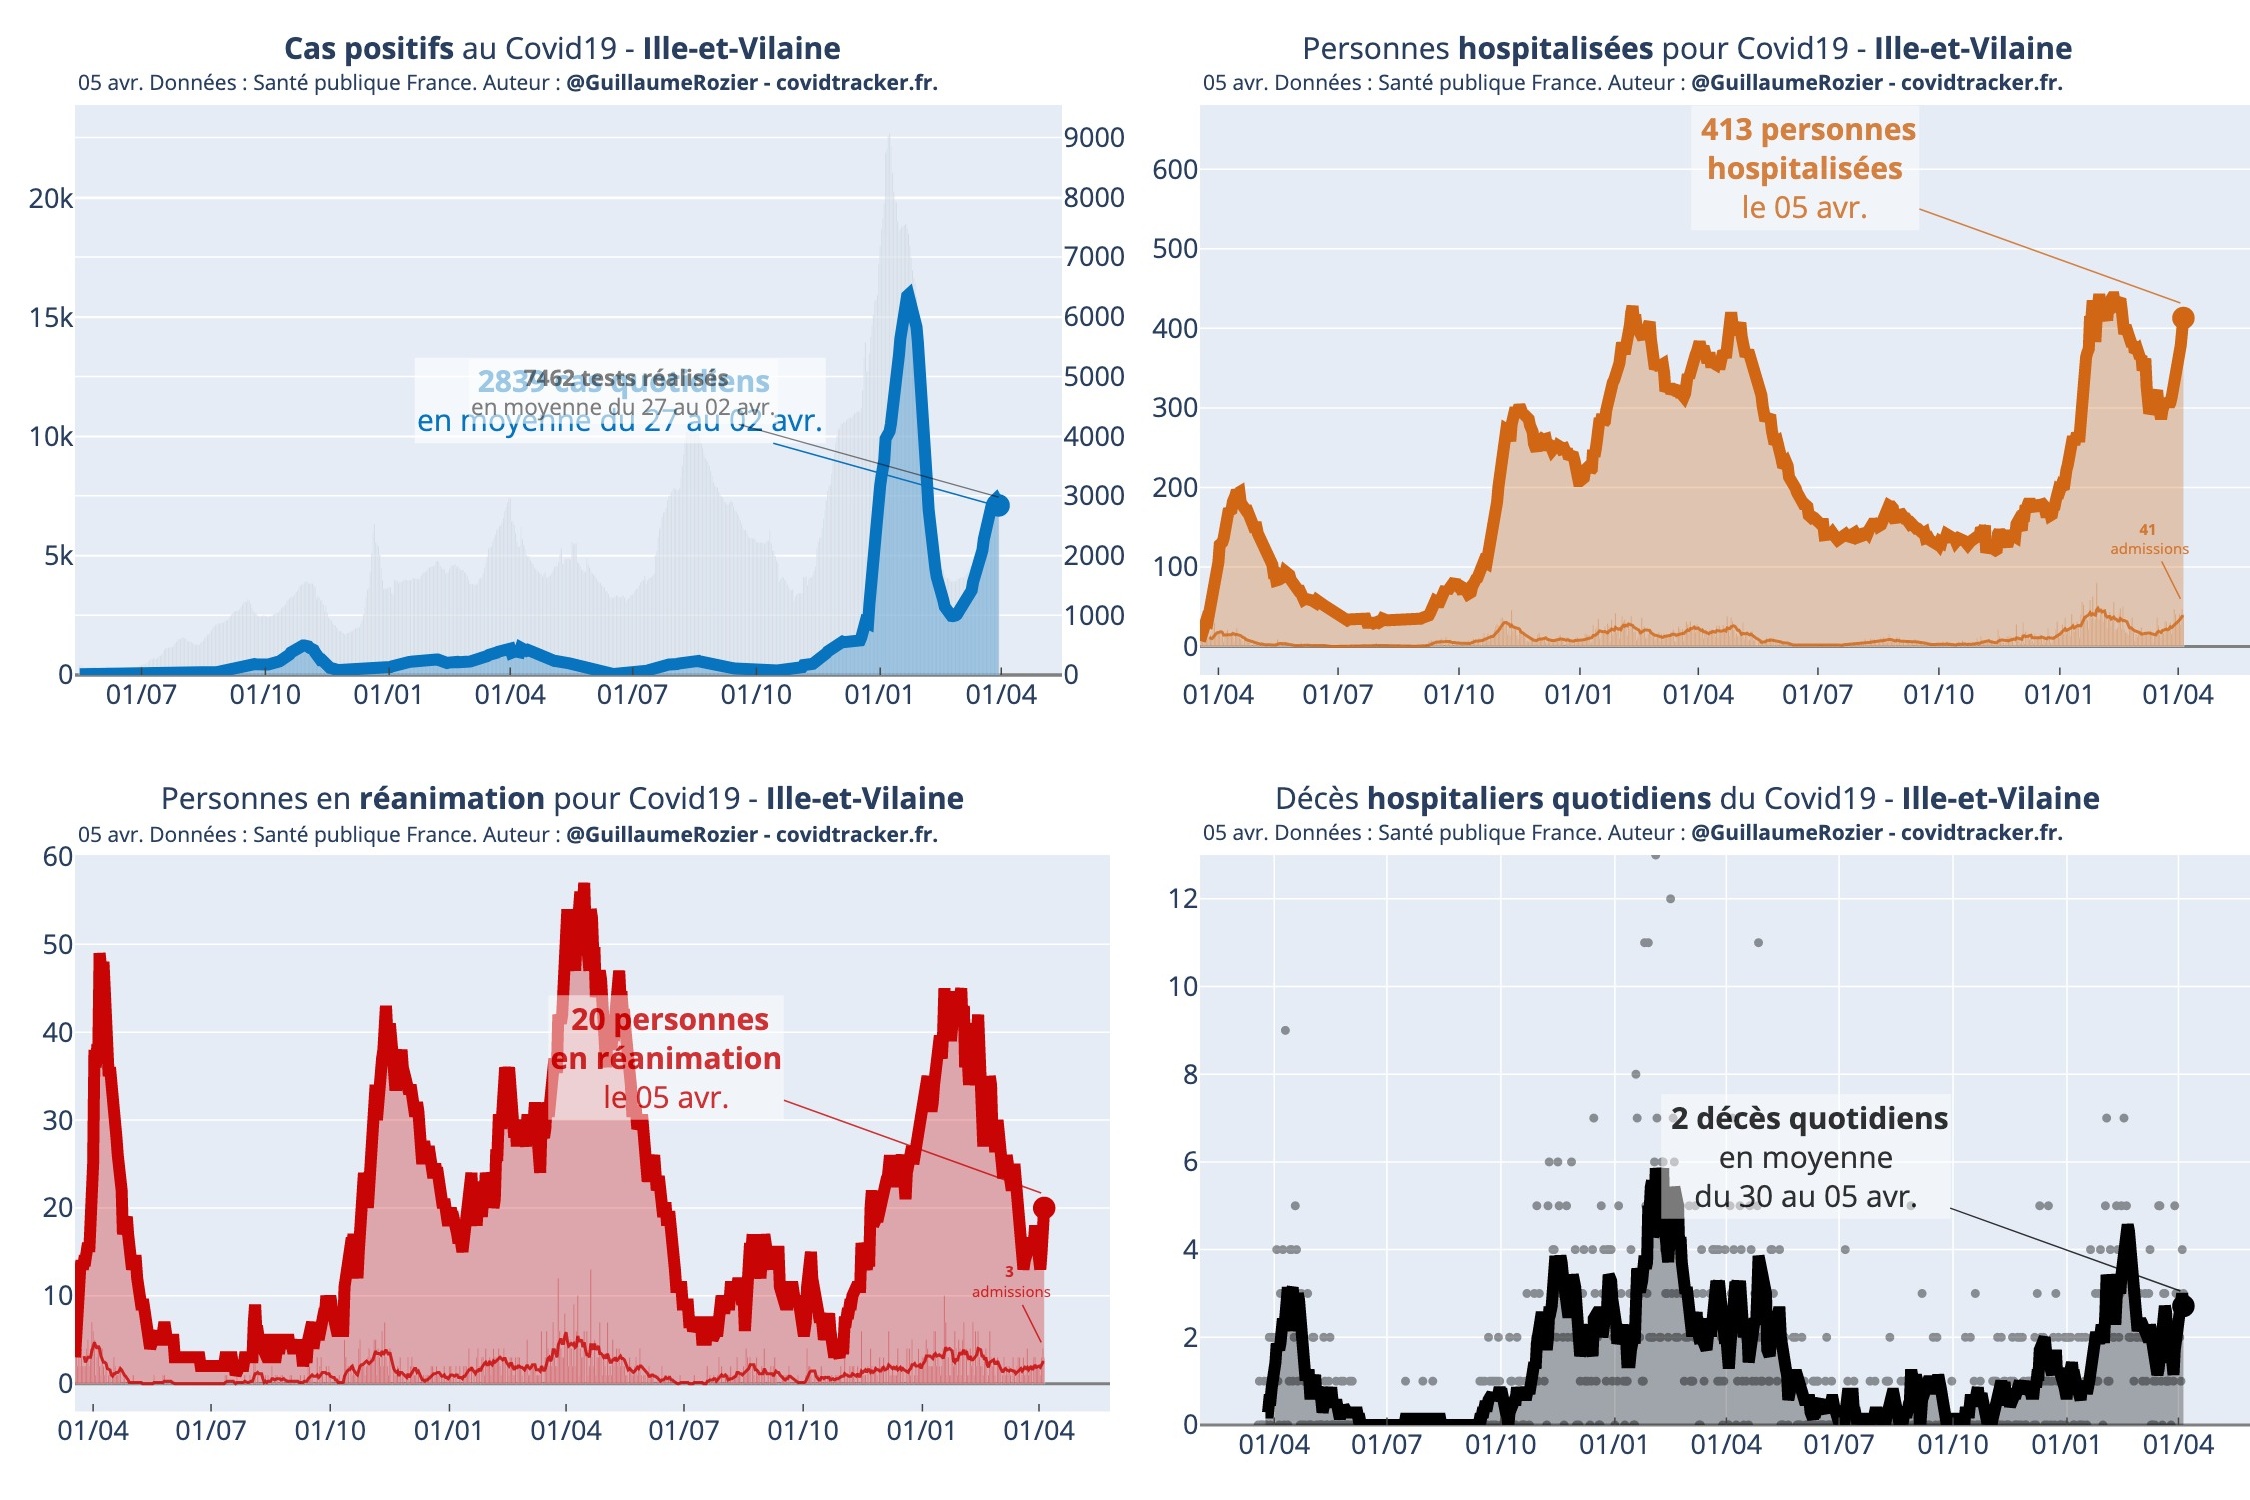 Cas positifs au Covid19 - Ille-et-Vilaine
05 avr. Données : Santé publique France. Auteur : @GuillaumeRozier - covidtracker.fr.
9000
20k
8000
7000
15k
6000
5000
7462 tests réalisés
2839 cas quotidiens
en moyenne du 27 au 02 avr.
en moyenne du 27 au 02 avr.
10k
4000
3000
5k
2000
1000
0
0
01/07
01/10
01/01
01/04
01/07
01/10
01/01
01/04
Personnes hospitalisées pour Covid19 - Ille-et-Vilaine
05 avr. Données : Santé publique France. Auteur : @GuillaumeRozier - covidtracker.fr.
413 personnes
hospitalisées
le 05 avr.
600
500
400
300
200
100
0
41
admissions
01/04
01/07
01/10
01/01
01/04
01/07
01/10
01/01
01/04
Personnes en réanimation pour Covid19 - Ille-et-Vilaine
05 avr. Données : Santé publique France. Auteur : @GuillaumeRozier - covidtracker.fr.
60
50
40
30
20
10
0
20 personnes
en réanimation
le 05 avr.
3
admissions
01/04
01/07
01/10
01/01
01/04
01/07
01/10
01/01
01/04
Décès hospitaliers quotidiens du Covid19 - Ille-et-Vilaine
05 avr. Données : Santé publique France. Auteur : @GuillaumeRozier - covidtracker.fr.
12
10
8
6
4
2
0
2 décès quotidiens
en moyenne
du 30 au 05 avr.
01/04
01/07
01/10
01/01
01/04
01/07
01/10
01/01
01/04